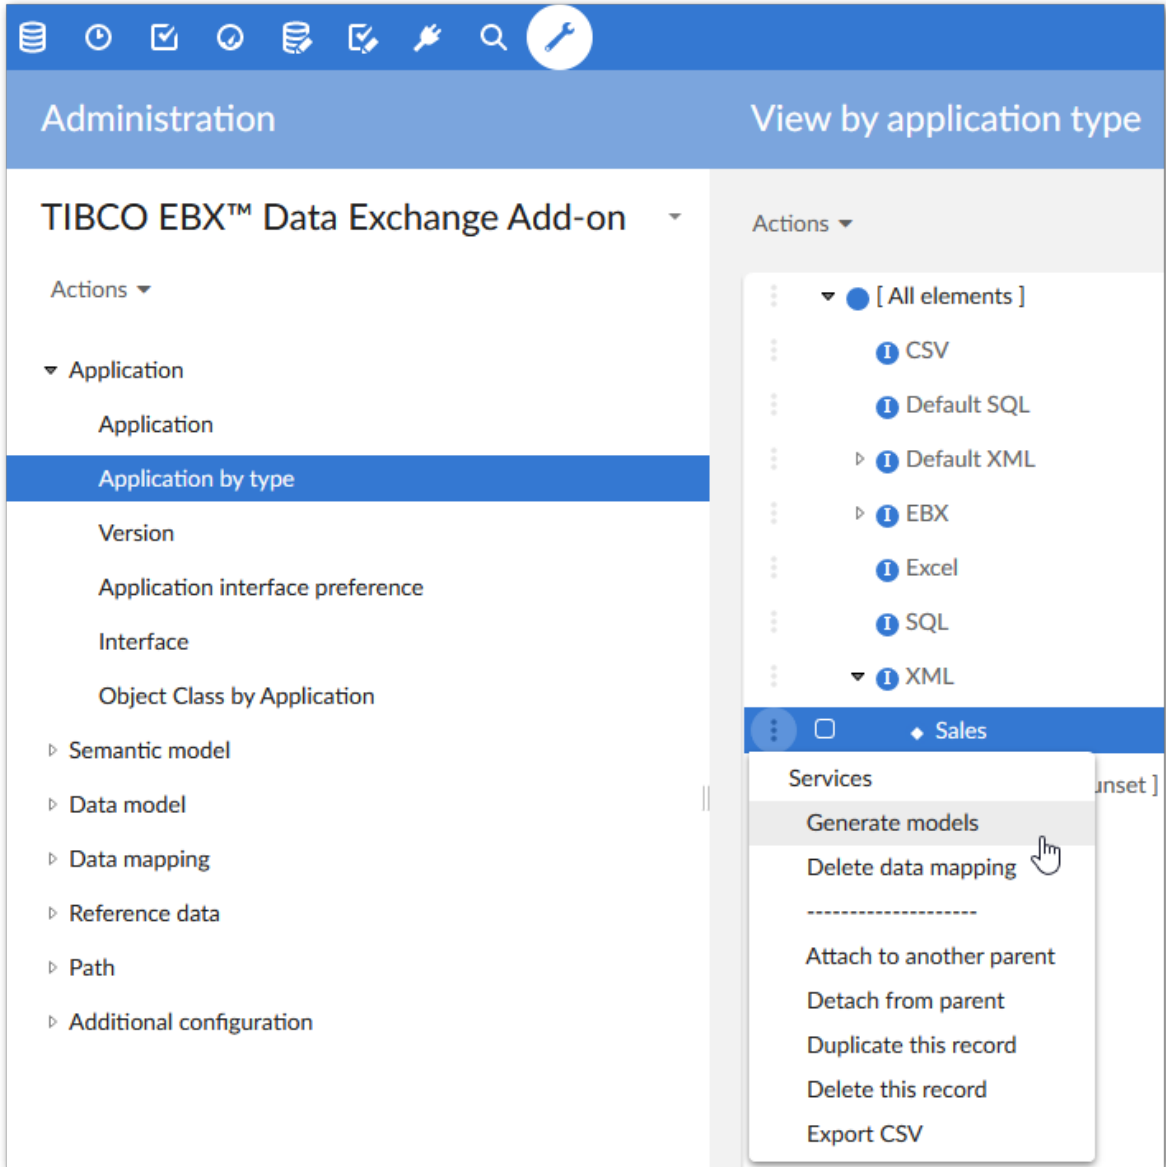 Administration
View by application type
TIBCO EBX™ Data Exchange Add-on
Actions
Application
Application
Application by type
Version
Application interface preference
Interface
Object Class by Application
Semantic model
Data model
Data mapping
Reference data
Path
Additional configuration
Actions
[ All elements ]
CSV
Default SQL
Default XML
EBX
Excel
SQL
XML
Sales
unset ]
Services
Generate models
Delete data mapping
--------------------
Attach to another parent
Detach from parent
Duplicate this record
Delete this record
Export CSV